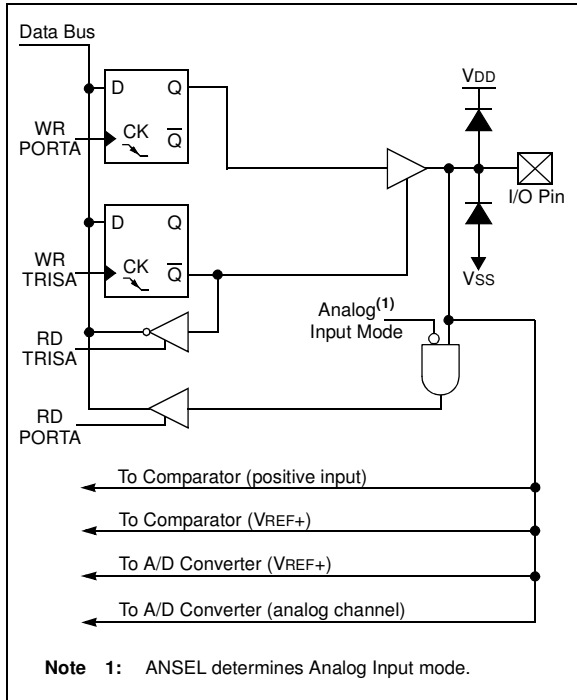 Data Bus
D Q
WR
PORTA
CK
Q
VDD
I/O Pin
D Q
WR
TRISA
CK
Q
VSS
RD
TRISA
Analog(1)
Input Mode
RD
PORTA
To Comparator (positive input)
To Comparator (VREF+)
To A/D Converter (VREF+)
To A/D Converter (analog channel)
Note 1: ANSEL determines Analog Input mode.